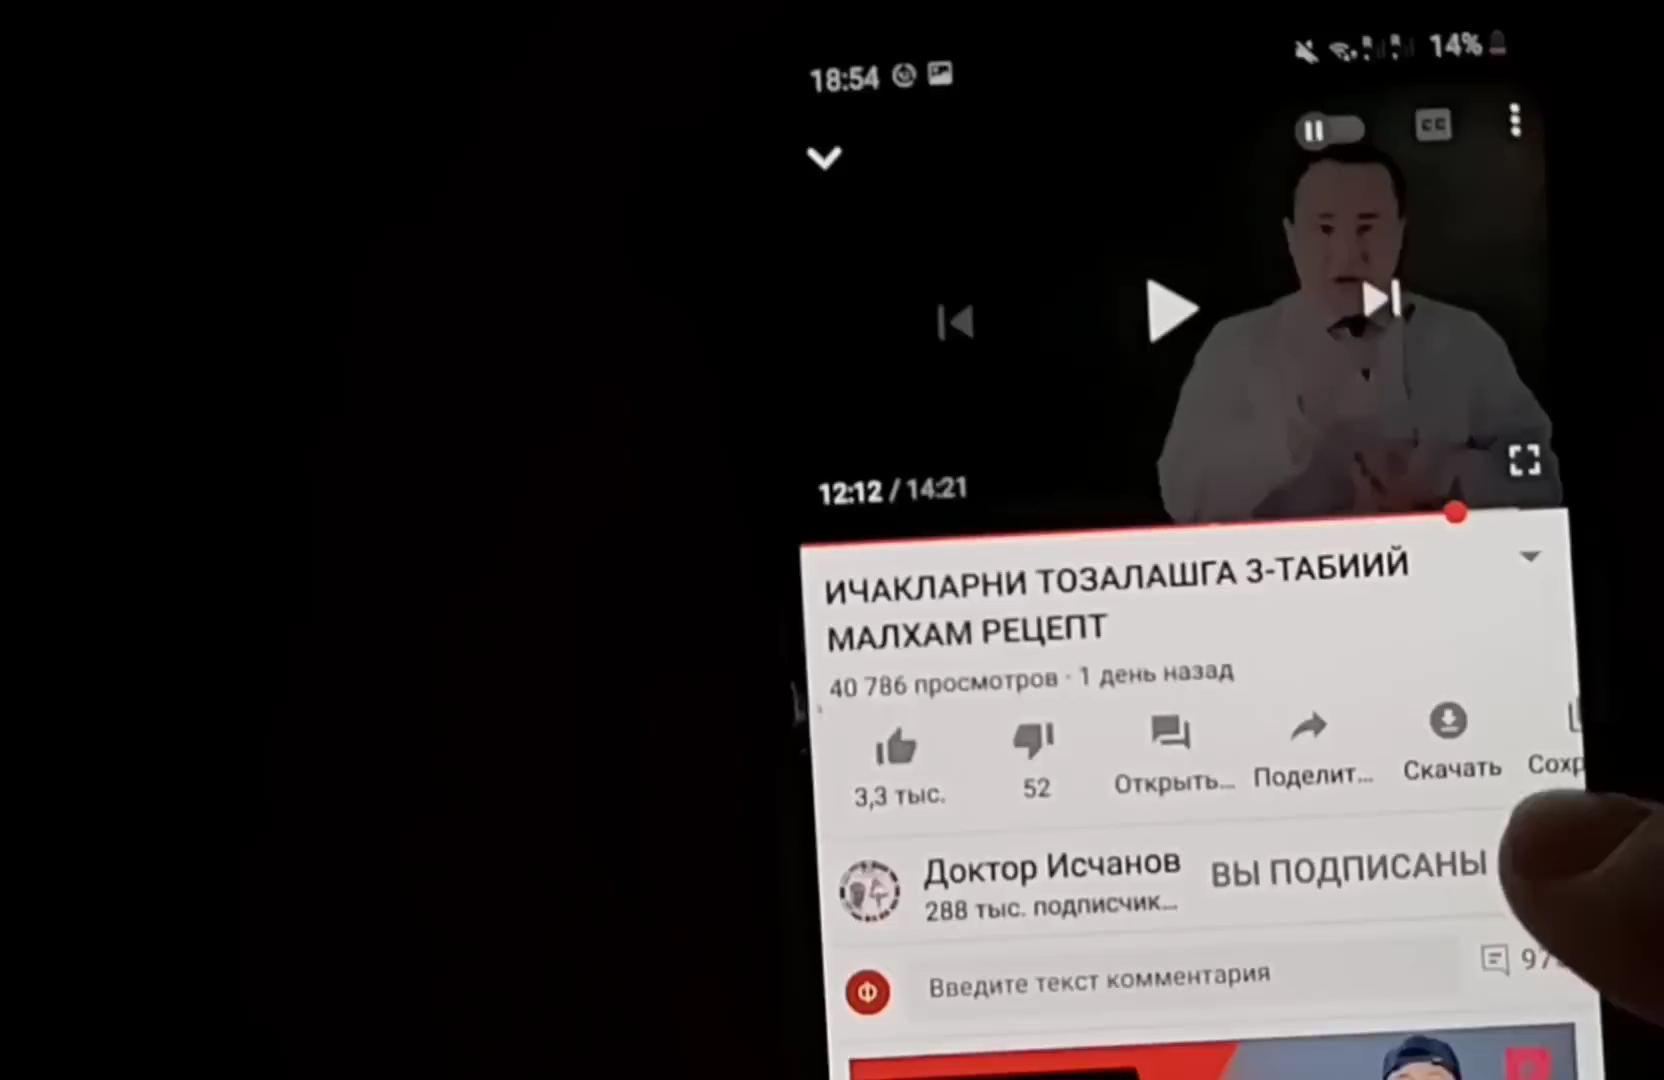 18:54
14%
12:12 / 14:21
ИЧАКЛАРНИ ТОЗАЛАШГА 3-ТАБИИЙ
МАЛХАМ РЕЦЕПТ
40 786 просмотров · 1 день назад
3,3 тыс.
52
Открыть...
Поделит...
Скачать
Доктор Исчанов
ВЫ ПОДПИСАНЫ
288 тыс. подписчик...
Введите текст комментария